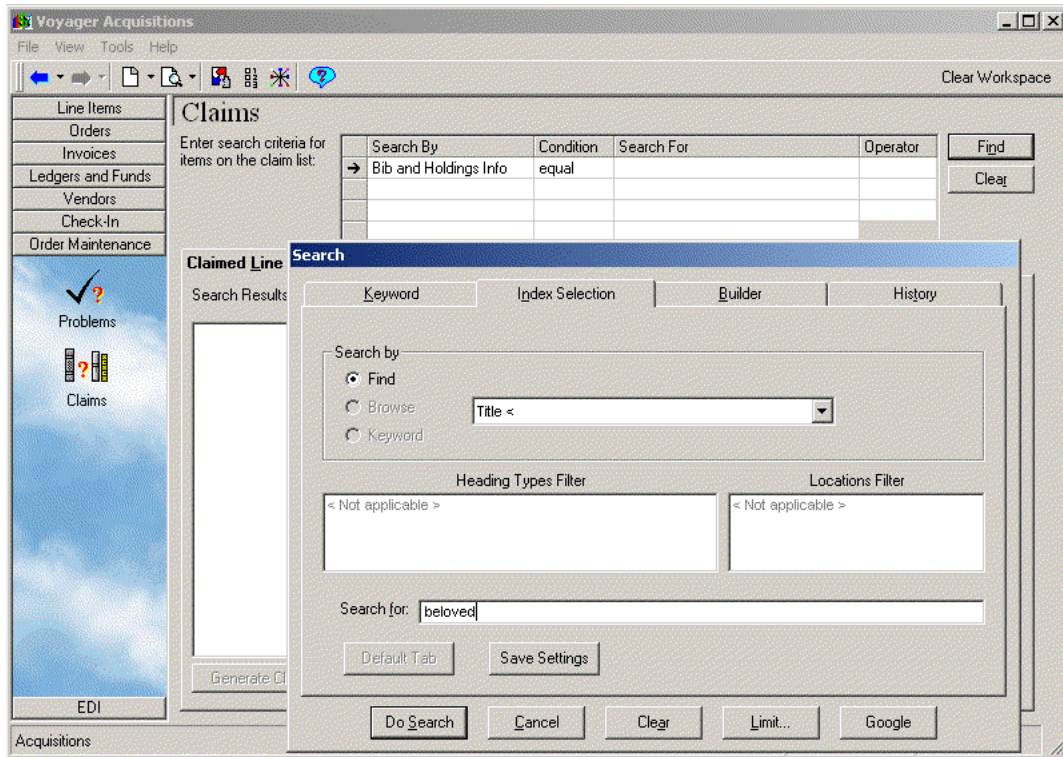 Voyager Acquisitions
File View Tools Help
Clear Workspace
Line Items
Orders
Invoices
Ledgers and Funds
Vendors
Check-In
Order Maintenance
Problems
Claims
EDI
Acquisitions
Claims
Enter search criteria for
items on the claim list:
Search By Condition Search For Operator
Bib and Holdings Info equal
Find
Clear
Claimed Line
Search Results
Generate Cl
Search
Keyword Index Selection Builder History
Search by
Find
Browse
Keyword
Title <
Heading Types Filter Locations Filter
< Not applicable > < Not applicable >
Search for: beloved
Default Tab Save Settings
Do Search Cancel Clear Limit... Google